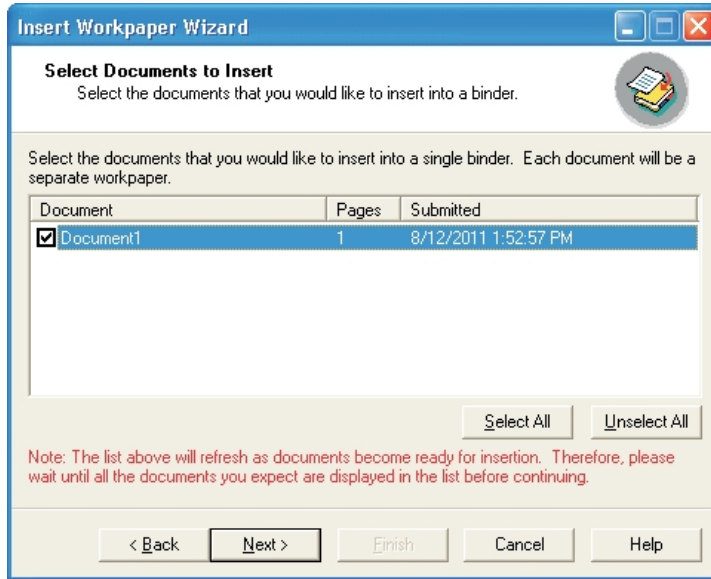 Insert Workpaper Wizard
Select Documents to Insert
Select the documents that you would like to insert into a binder.
Select the documents that you would like to insert into a single binder. Each document will be a
separate workpaper.
Document Pages Submitted
Document1 1 8/12/2011 1:52:57 PM
Select All Unselect All
Note: The list above will refresh as documents become ready for insertion. Therefore, please
wait until all the documents you expect are displayed in the list before continuing.
< Back Next > Finish Cancel Help